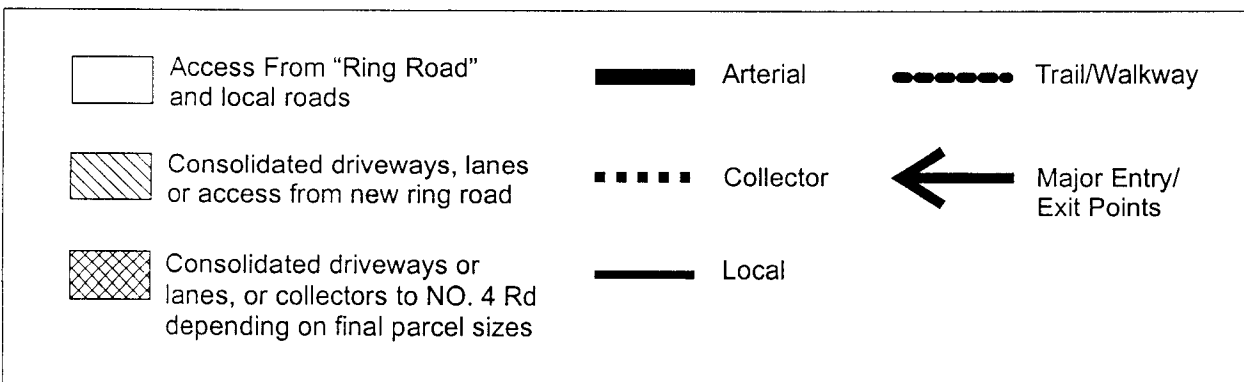 Access From “Ring Road”
and local roads
Consolidated driveways, lanes
or access from new ring road
Consolidated driveways or
lanes, or collectors to NO. 4 Rd
depending on final parcel sizes
Arterial
Collector
Local
Trail/Walkway
Major Entry/
Exit Points